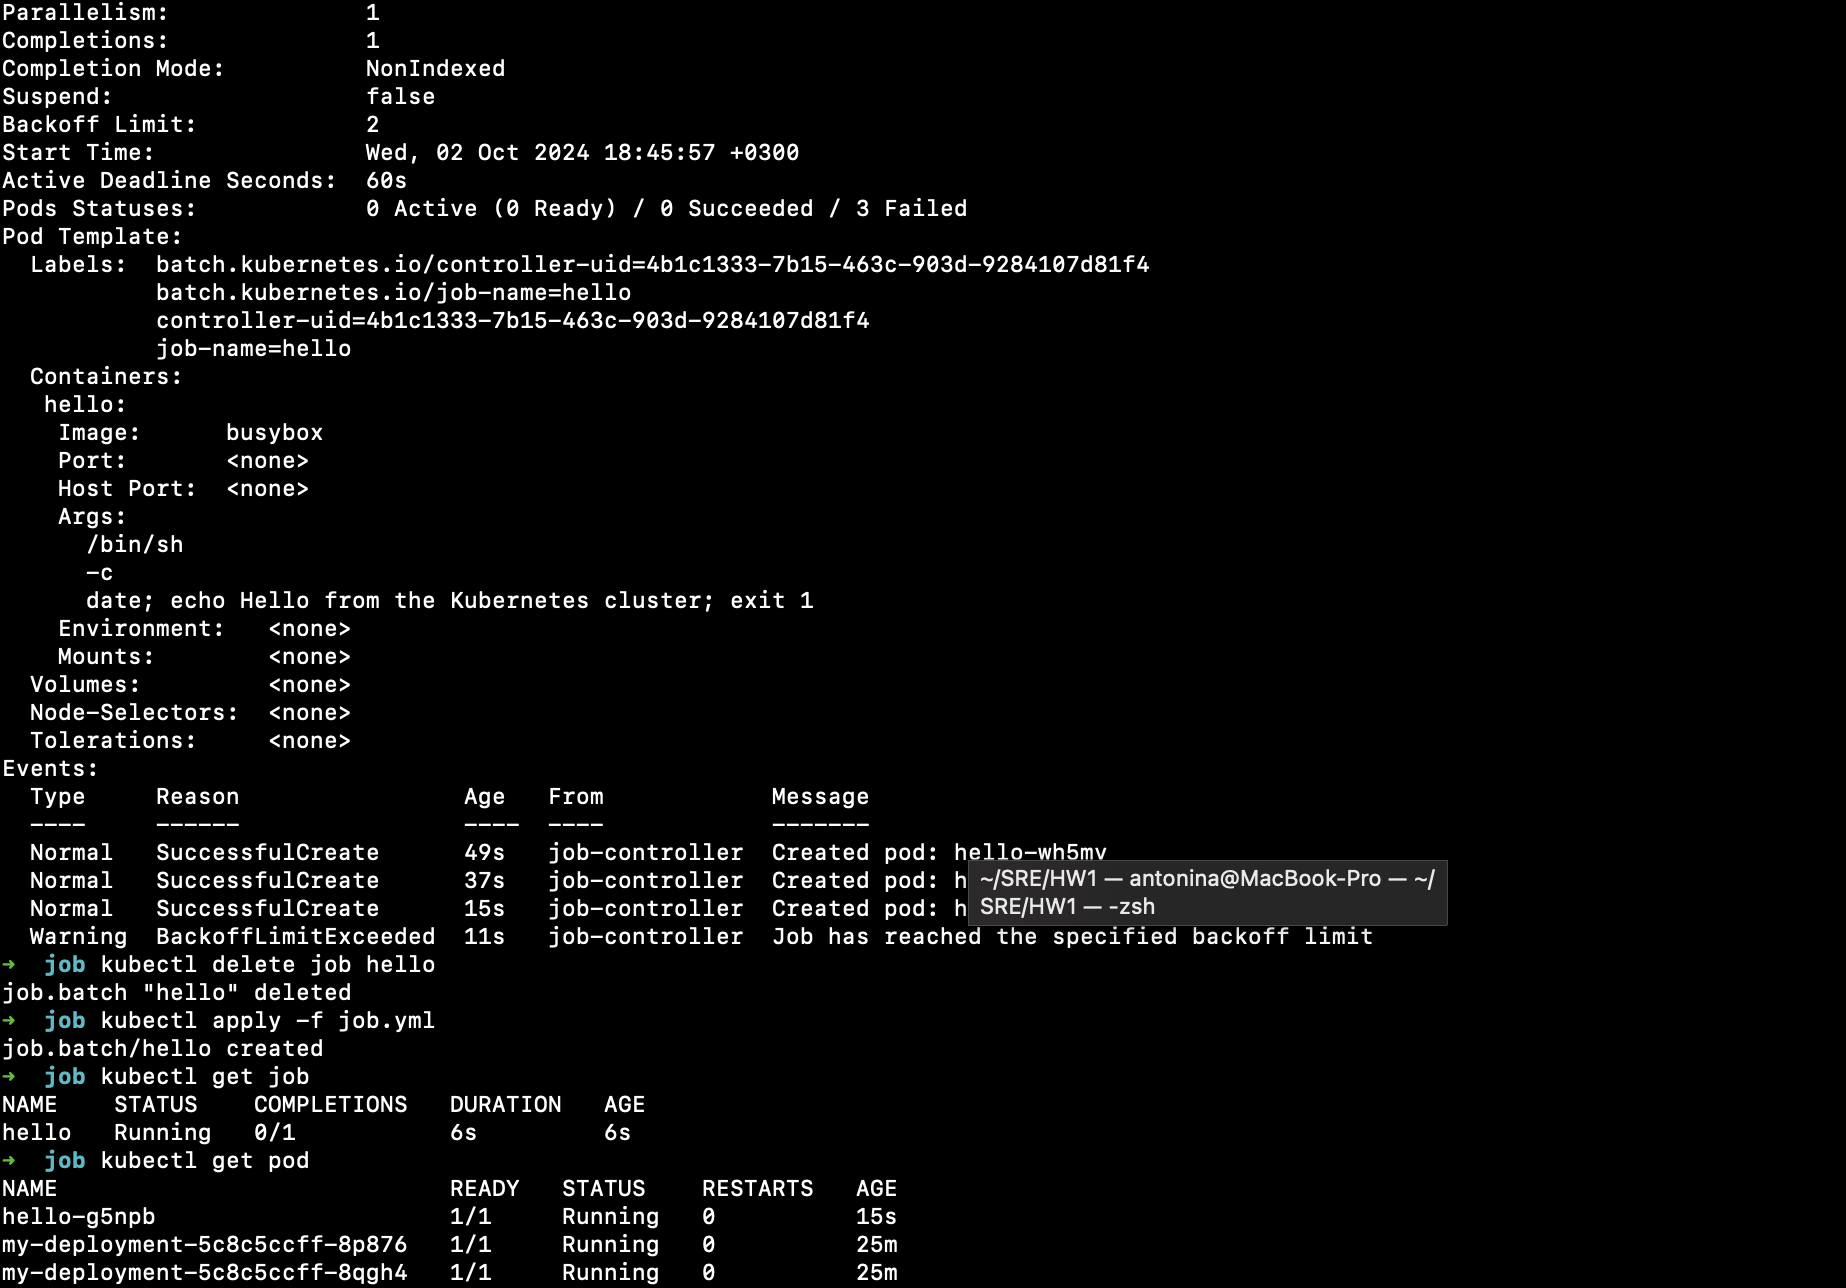 Parallelism:              1
Completions:              1
Completion Mode:          NonIndexed
Suspend:                  false
Backoff Limit:            2
Start Time:               Wed, 02 Oct 2024 18:45:57 +0300
Active Deadline Seconds:  60s
Pods Statuses:            0 Active (0 Ready) / 0 Succeeded / 3 Failed
Pod Template:
  Labels:  batch.kubernetes.io/controller-uid=4b1c1333-7b15-463c-903d-9284107d81f4
           batch.kubernetes.io/job-name=hello
           controller-uid=4b1c1333-7b15-463c-903d-9284107d81f4
           job-name=hello
  Containers:
   hello:
    Image:      busybox
    Port:       <none>
    Host Port:  <none>
    Args:
      /bin/sh
      -c
      date; echo Hello from the Kubernetes cluster; exit 1
    Environment:   <none>
    Mounts:        <none>
  Volumes:         <none>
  Node-Selectors:  <none>
  Tolerations:     <none>
Events:
  Type     Reason                Age   From            Message
  ----     ------                ----  ----            -------
  Normal   SuccessfulCreate      49s   job-controller  Created pod: hello-wh5mv
  Normal   SuccessfulCreate      37s   job-controller  Created pod: h
  Normal   SuccessfulCreate      15s   job-controller  Created pod: h
~/SRE/HW1 — antonina@MacBook-Pro — ~/
SRE/HW1 — -zsh
  Warning  BackoffLimitExceeded  11s   job-controller  Job has reached the specified backoff limit
→  job kubectl delete job hello
job.batch "hello" deleted
→  job kubectl apply -f job.yml
job.batch/hello created
→  job kubectl get job
NAME    STATUS    COMPLETIONS   DURATION   AGE
hello   Running   0/1           6s         6s
→  job kubectl get pod
NAME                            READY   STATUS    RESTARTS   AGE
hello-g5npb                     1/1     Running   0          15s
my-deployment-5c8c5ccff-8p876   1/1     Running   0          25m
my-deployment-5c8c5ccff-8qgh4   1/1     Running   0          25m